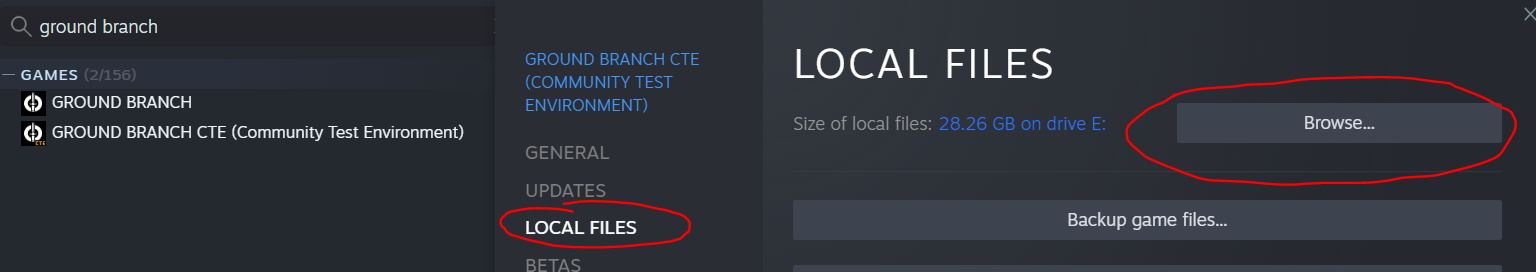 ground branch
GAMES (2/156)
GROUND BRANCH
GROUND BRANCH CTE (Community Test Environment)
GROUND BRANCH CTE
(COMMUNITY TEST
ENVIRONMENT)
GENERAL
UPDATES
LOCAL FILES
BETAS
LOCAL FILES
Size of local files: 28.26 GB on drive E:
Browse...
Backup game files...